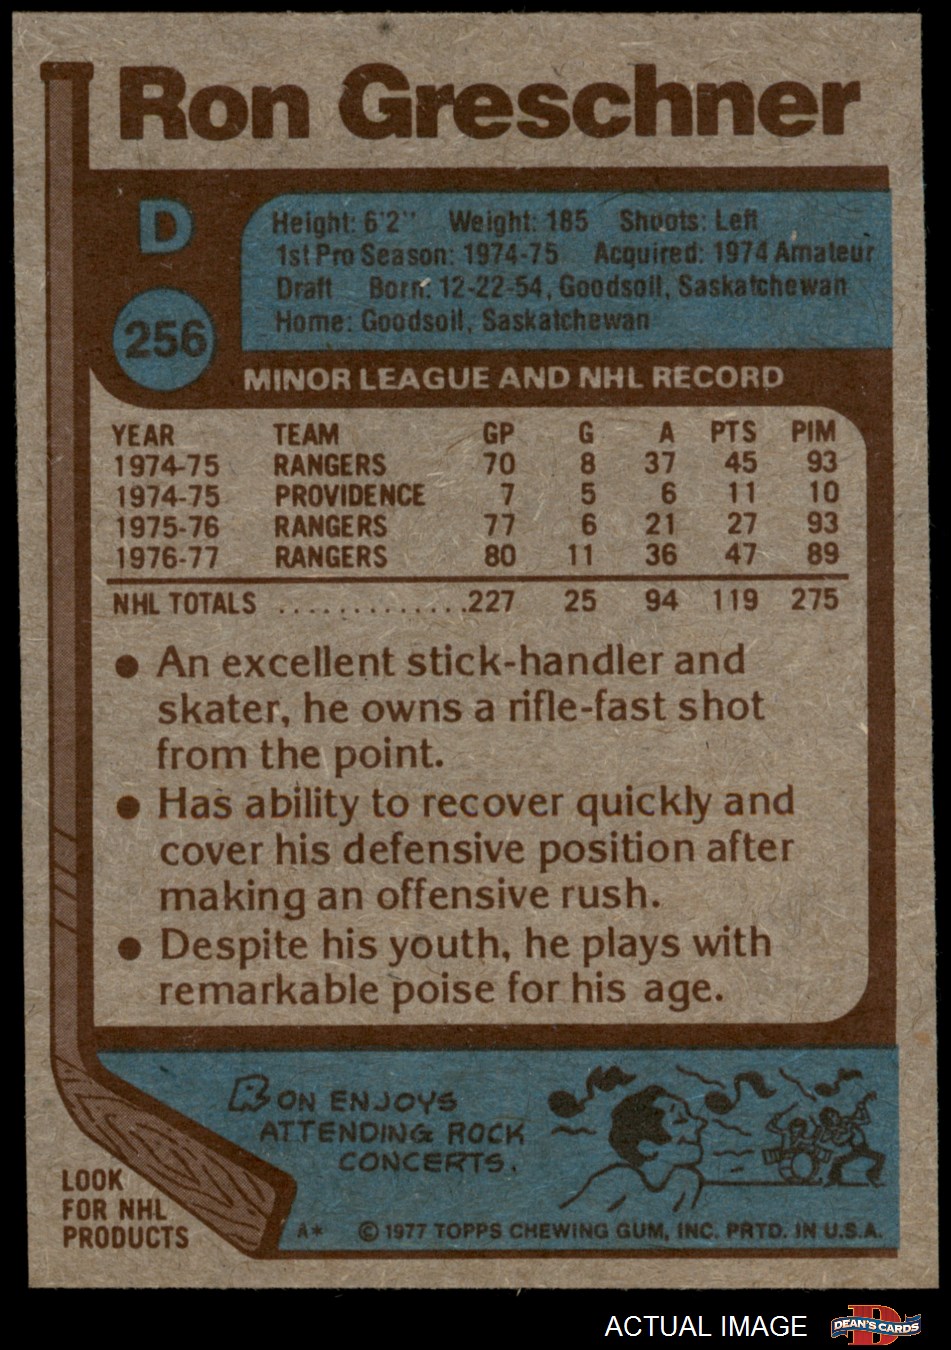 Ron Greschner
D
256
Height: 6'2" Weight: 185 Shoots: Left
1st Pro Season: 1974-75 Acquired: 1974 Amateur
Draft Born: 12-22-54, Goodsoil, Saskatchewan
Home: Goodsoil, Saskatchewan
MINOR LEAGUE AND NHL RECORD
YEAR TEAM GP G A PTS PIM
1974-75 RANGERS 70 8 37 45 93
1974-75 PROVIDENCE 7 5 6 11 10
1975-76 RANGERS 77 6 21 27 93
1976-77 RANGERS 80 11 36 47 89
NHL TOTALS ..............227 25 94 119 275
● An excellent stick-handler and
skater, he owns a rifle-fast shot
from the point.
● Has ability to recover quickly and
cover his defensive position after
making an offensive rush.
● Despite his youth, he plays with
remarkable poise for his age.
RON ENJOYS
ATTENDING ROCK
CONCERTS.
LOOK
FOR NHL
PRODUCTS
A* © 1977 TOPPS CHEWING GUM, INC. PRTD. IN U.S.A.
ACTUAL IMAGE
D
DEAN'S CARDS